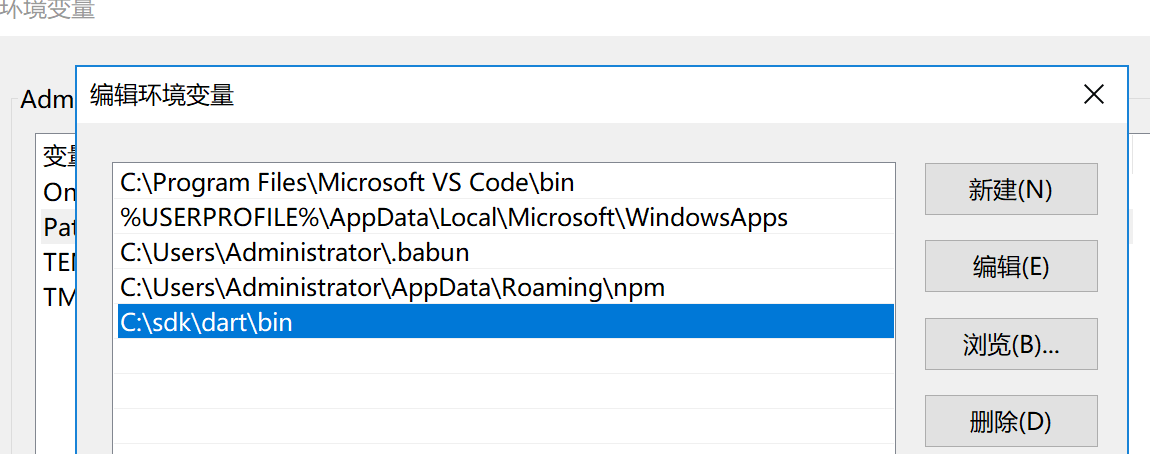 环境变量
编辑环境变量
Adm
变量
On
Pat
TEM
TM
C:\Program Files\Microsoft VS Code\bin
%USERPROFILE%\AppData\Local\Microsoft\WindowsApps
C:\Users\Administrator\.babun
C:\Users\Administrator\AppData\Roaming\npm
C:\sdk\dart\bin
新建(N)
编辑(E)
浏览(B)...
删除(D)